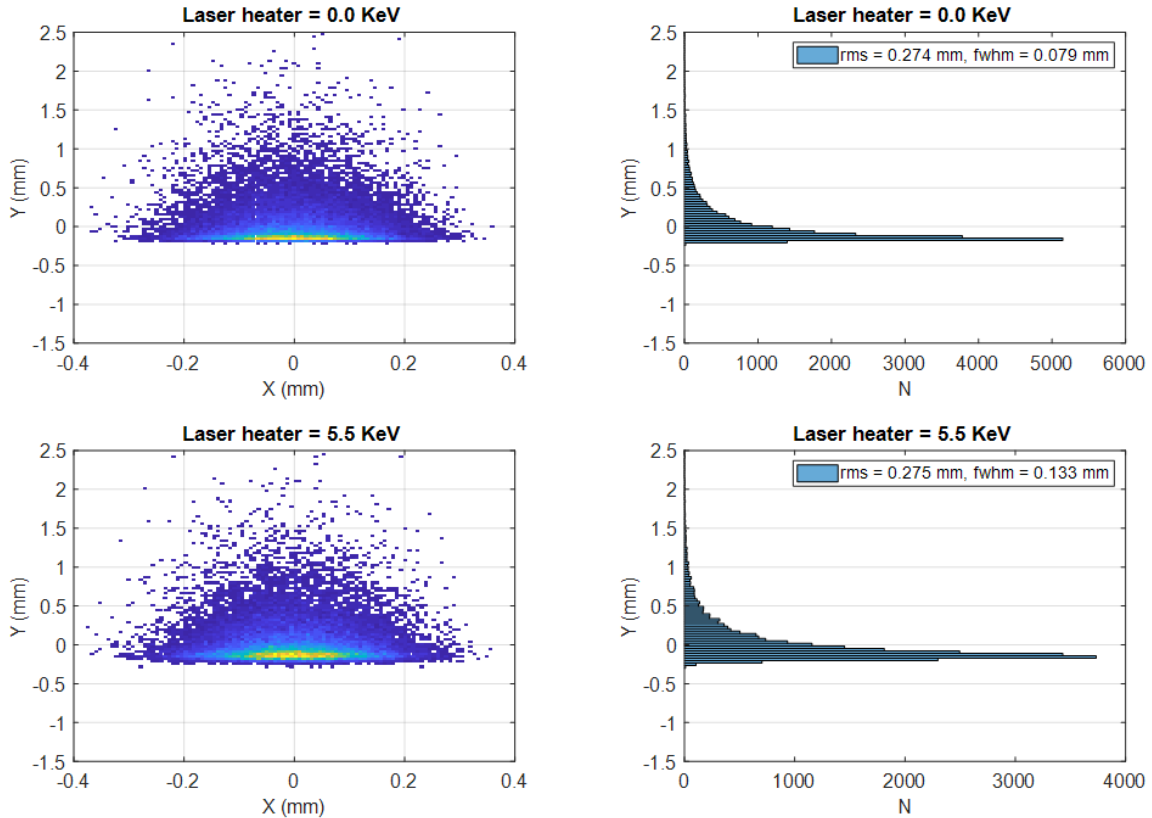 Laser heater = 0.0 KeV
2.5
2
1.5
1
0.5
0
-0.5
-1
-1.5
Y (mm)
-0.4 -0.2 0 0.2 0.4
X (mm)
Laser heater = 0.0 KeV
rms = 0.274 mm, fwhm = 0.079 mm
2.5
2
1.5
1
0.5
0
-0.5
-1
-1.5
Y (mm)
0 1000 2000 3000 4000 5000 6000
N
Laser heater = 5.5 KeV
2.5
2
1.5
1
0.5
0
-0.5
-1
-1.5
Y (mm)
-0.4 -0.2 0 0.2 0.4
X (mm)
Laser heater = 5.5 KeV
rms = 0.275 mm, fwhm = 0.133 mm
2.5
2
1.5
1
0.5
0
-0.5
-1
-1.5
Y (mm)
0 1000 2000 3000 4000
N